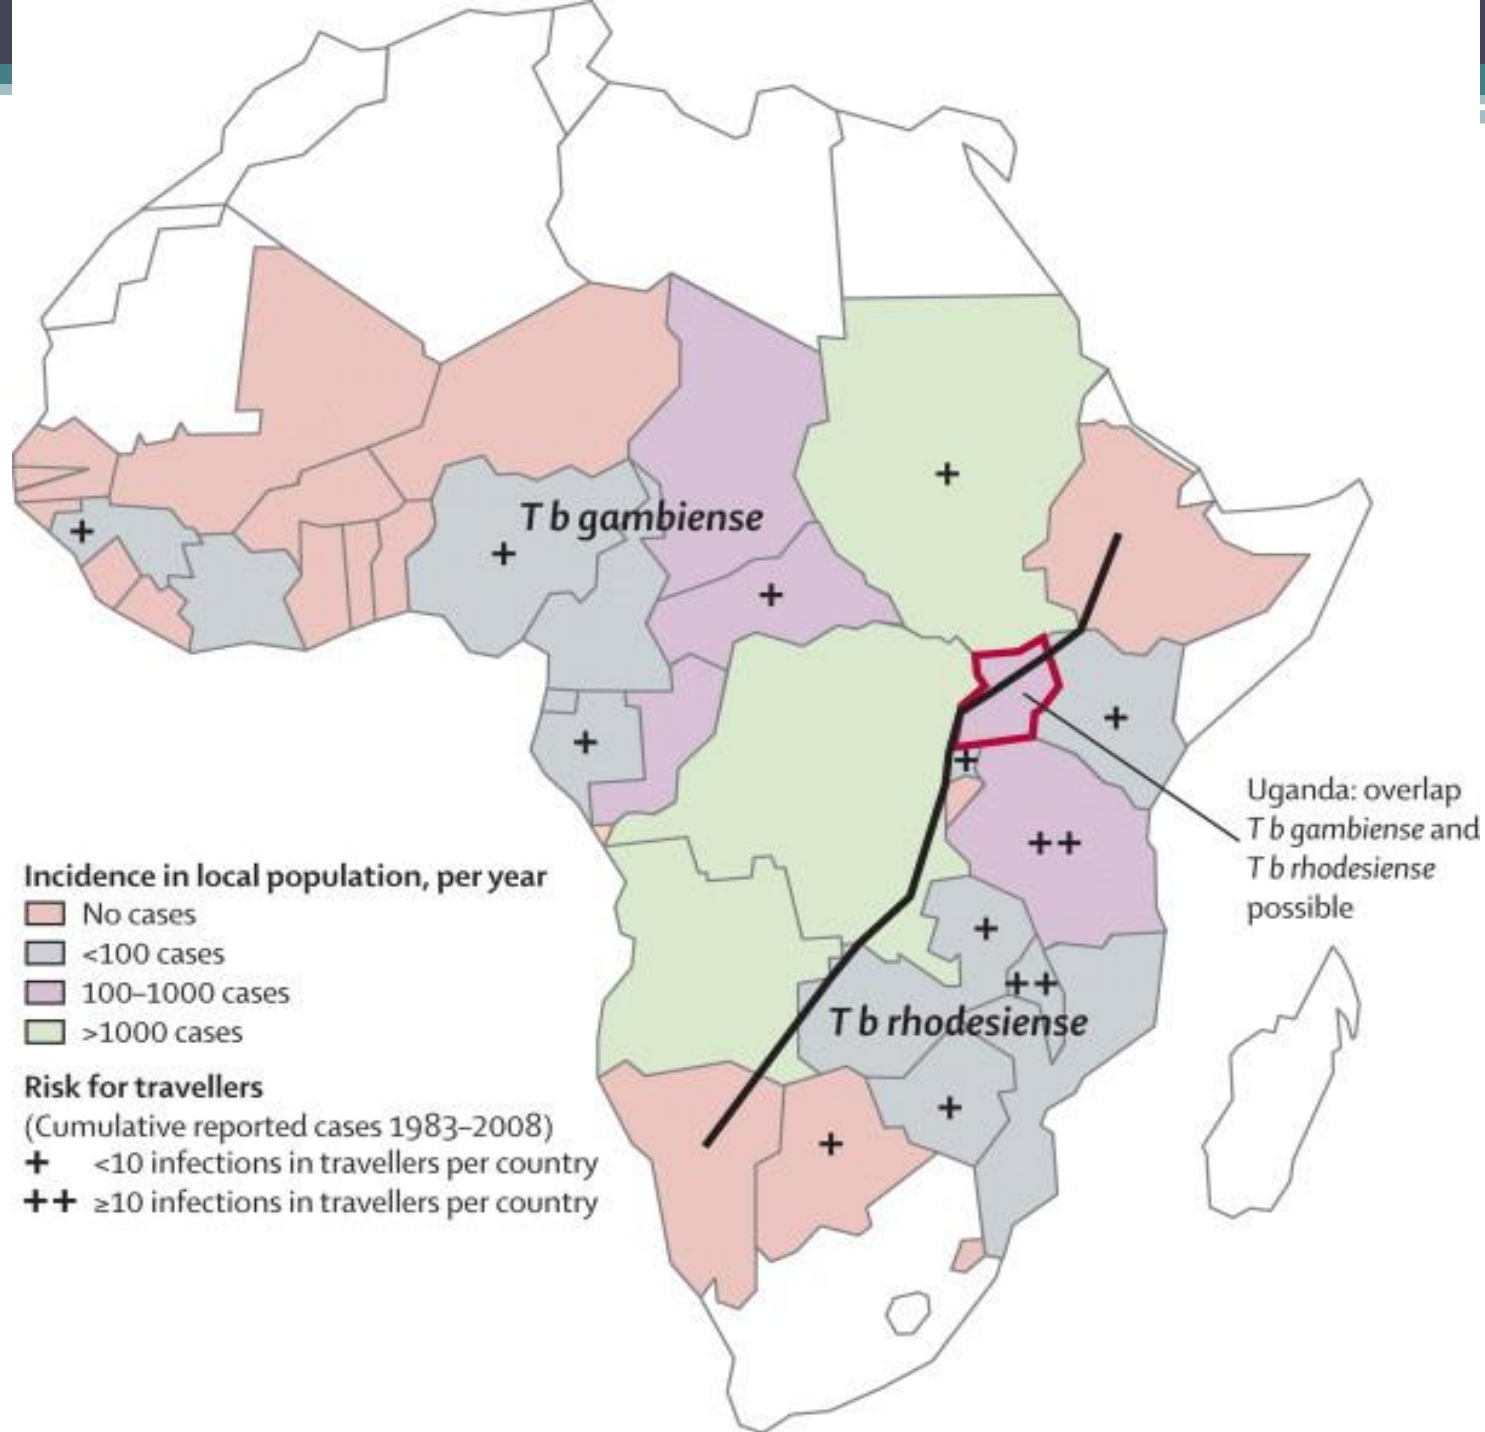 T b gambiense
+
+
+
+
+
+
+
Uganda: overlap
T b gambiense and
T b rhodesiense
possible
++
+
++
T b rhodesiense
+
+
Incidence in local population, per year
No cases
<100 cases
100–1000 cases
>1000 cases
Risk for travellers
(Cumulative reported cases 1983–2008)
+ <10 infections in travellers per country
++ ≥10 infections in travellers per country